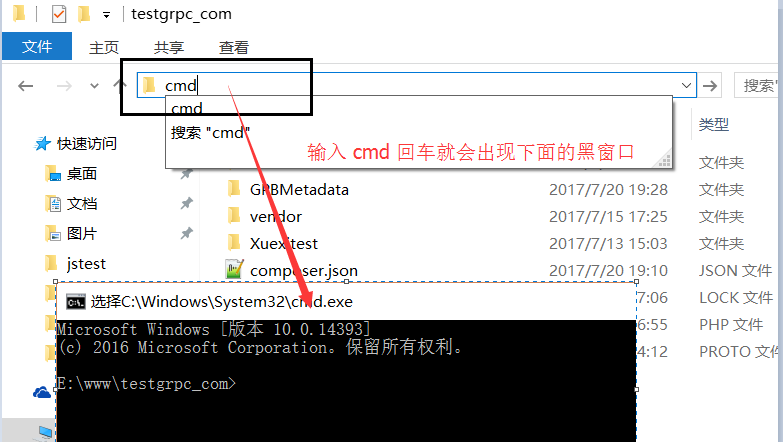 testgrpc_com
文件 主页 共享 查看
cmd 搜索"
cmd
搜索 "cmd"
输入 cmd 回车就会出现下面的黑窗口
类型
快速访问
文件夹
桌面
GPBMetadata 2017/7/20 19:28 文件夹
文档
vendor 2017/7/15 17:25 文件夹
图片
Xuexitest 2017/7/13 15:03 文件夹
jstest
composer.json 2017/7/20 19:10 JSON 文件
7:06 LOCK 文件
6:55 PHP 文件
4:12 PROTO 文件
选择C:\Windows\System32\cmd.exe
Microsoft Windows [版本 10.0.14393]
(c) 2016 Microsoft Corporation。保留所有权利。
E:\www\testgrpc_com>